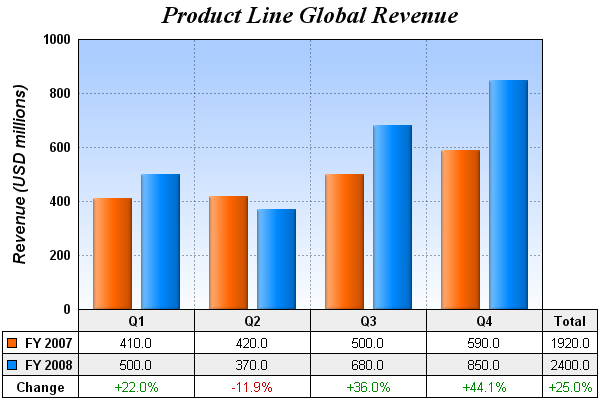 Product Line Global Revenue
Revenue (USD millions)
1000
800
600
400
200
0
Q1 Q2 Q3 Q4 Total
FY 2007 410.0 420.0 500.0 590.0 1920.0
FY 2008 500.0 370.0 680.0 850.0 2400.0
Change +22.0% -11.9% +36.0% +44.1% +25.0%